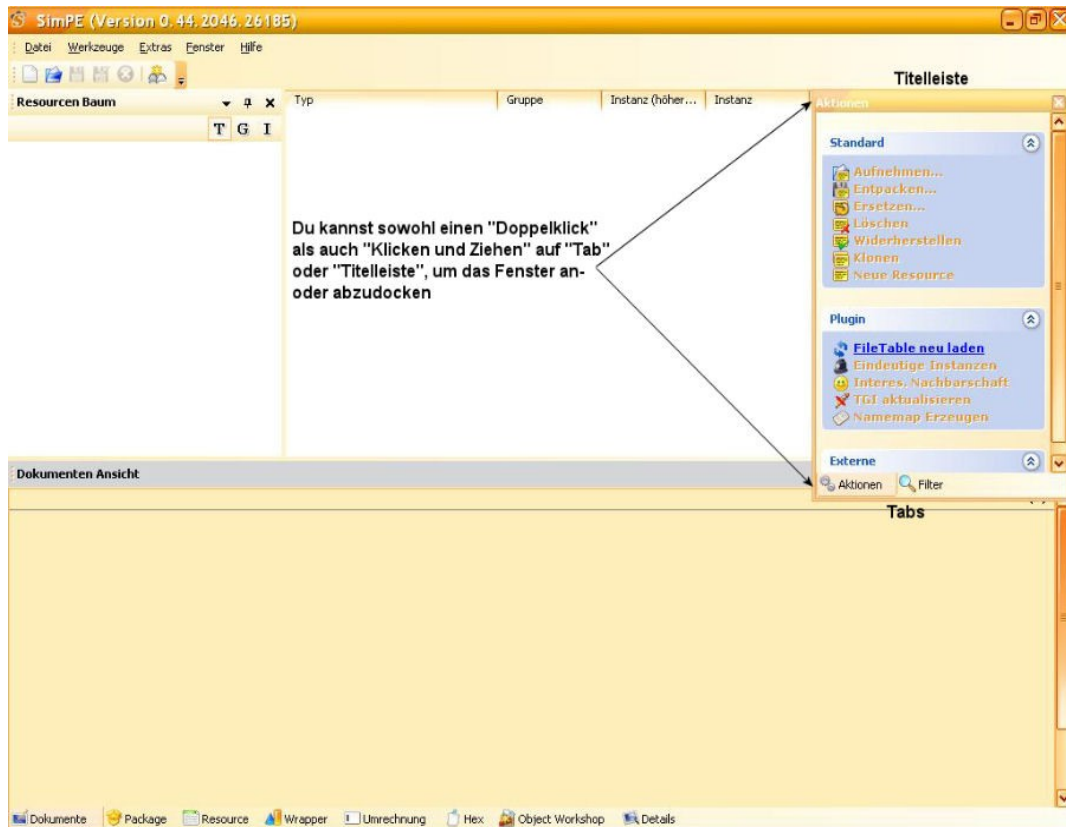 SimPE (Version 0.44.2046.26185)
Datei Werkzeuge Extras Fenster Hilfe
Titelleiste
Resourcen Baum
T G I
Typ Gruppe Instanz (höher... Instanz
Aktionen
Standard
Aufnehmen...
Entpacken...
Ersetzen...
Löschen
Widerherstellen
Klonen
Neue Resource
Du kannst sowohl einen "Doppelklick"
als auch "Klicken und Ziehen" auf "Tab"
oder "Titelleiste", um das Fenster an-
oder abzudocken
Plugin
FileTable neu laden
Eindeutige Instanzen
Interes. Nachbarschaft
TGI aktualisieren
Namemap Erzeugen
Externe
Aktionen Filter
Dokumenten Ansicht
Tabs
Dokumente Package Resource Wrapper Umrechnung Hex Object Workshop Details